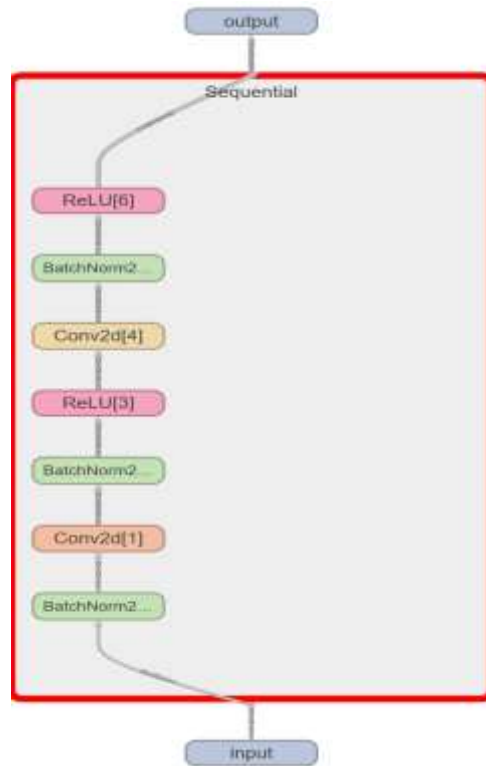 output
Sequential
ReLU[6]
BatchNorm2...
Conv2d[4]
ReLU[3]
BatchNorm2...
Conv2d[1]
BatchNorm2...
input